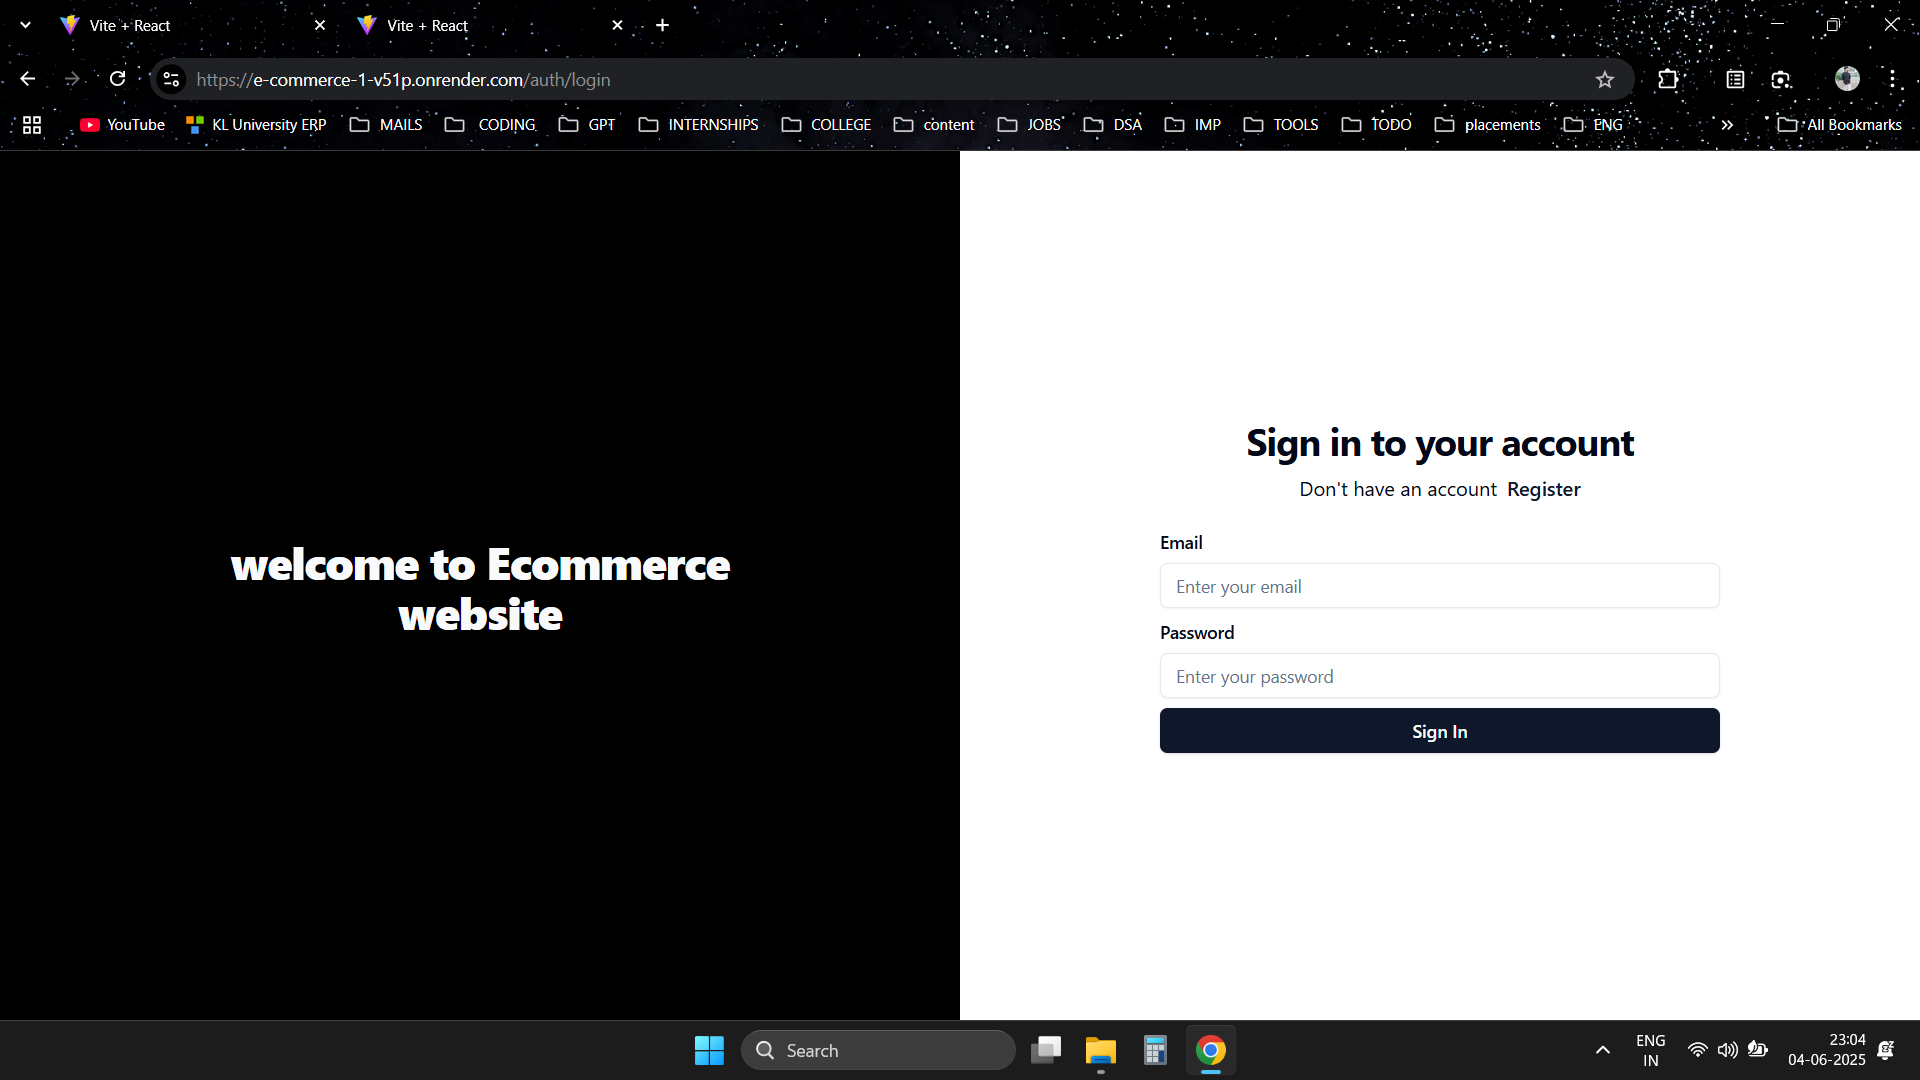 Vite + React
Vite + React
https://e-commerce-1-v51p.onrender.com/auth/login
YouTube KL University ERP MAILS CODING GPT INTERNSHIPS COLLEGE content JOBS DSA IMP TOOLS TODO placements ENG All Bookmarks
welcome to Ecommerce
website
Sign in to your account
Don't have an account Register
Email
Enter your email
Password
Enter your password
Sign In
Search
ENG
IN
23:04
04-06-2025